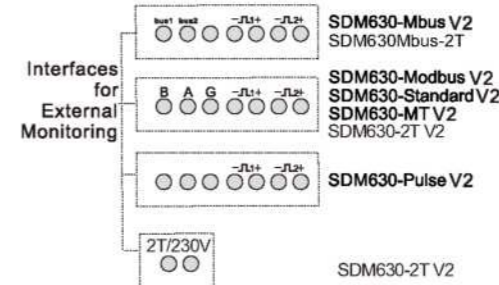 bus1 bus2 –⎍1+ –⎍2+
SDM630-Mbus V2
SDM630Mbus-2T
Interfaces
for
External
Monitoring
B A G –⎍1+ –⎍2+
SDM630-Modbus V2
SDM630-Standard V2
SDM630-MT V2
SDM630-2T V2
–⎍1+ –⎍2+
SDM630-Pulse V2
2T/230V
SDM630-2T V2